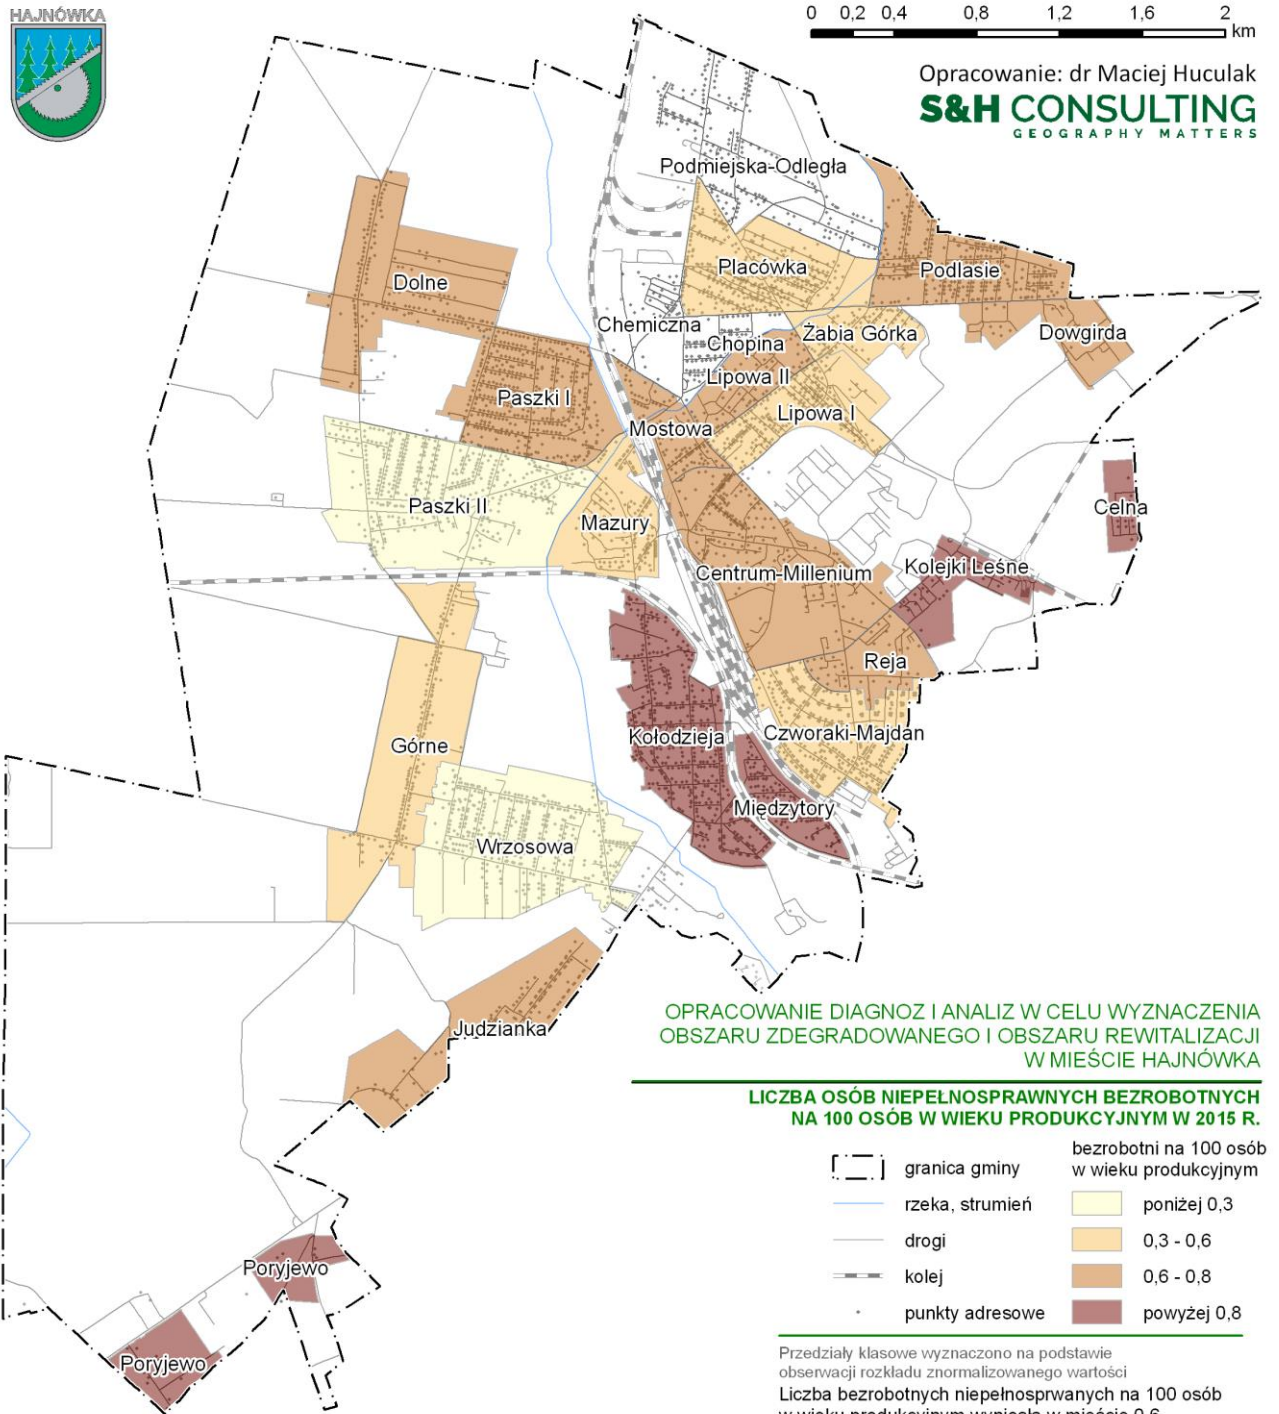 HAJNÓWKA
0 0,2 0,4 0,8 1,2 1,6 2
km
Opracowanie: dr Maciej Huculak
S&H CONSULTING
GEOGRAPHY MATTERS
Podmiejska-Odległa
Placówka
Podlasie
Dolne
Chemiczna
Chopina
Żabia Górka
Dowgirda
Lipowa II
Paszki I
Lipowa I
Mostowa
Paszki II
Mazury
Celna
Centrum-Millenium
Kolejki Leśne
Reja
Kołodzieja
Czworaki-Majdan
Górne
Międzytory
Wrzosowa
Judzianka
Poryjewo
Poryjewo
OPRACOWANIE DIAGNOZ I ANALIZ W CELU WYZNACZENIA
OBSZARU ZDEGRADOWANEGO I OBSZARU REWITALIZACJI
W MIEŚCIE HAJNÓWKA
LICZBA OSÓB NIEPEŁNOSPRAWNYCH BEZROBOTNYCH
NA 100 OSÓB W WIEKU PRODUKCYJNYM W 2015 R.
granica gminy
rzeka, strumień
drogi
kolej
punkty adresowe
bezrobotni na 100 osób
w wieku produkcyjnym
poniżej 0,3
0,3 - 0,6
0,6 - 0,8
powyżej 0,8
Przedziały klasowe wyznaczono na podstawie
obserwacji rozkładu znormalizowanego wartości
Liczba bezrobotnych niepełnosprwanych na 100 osób
w wieku produkcyjnym wyniosła w mieście 0,6